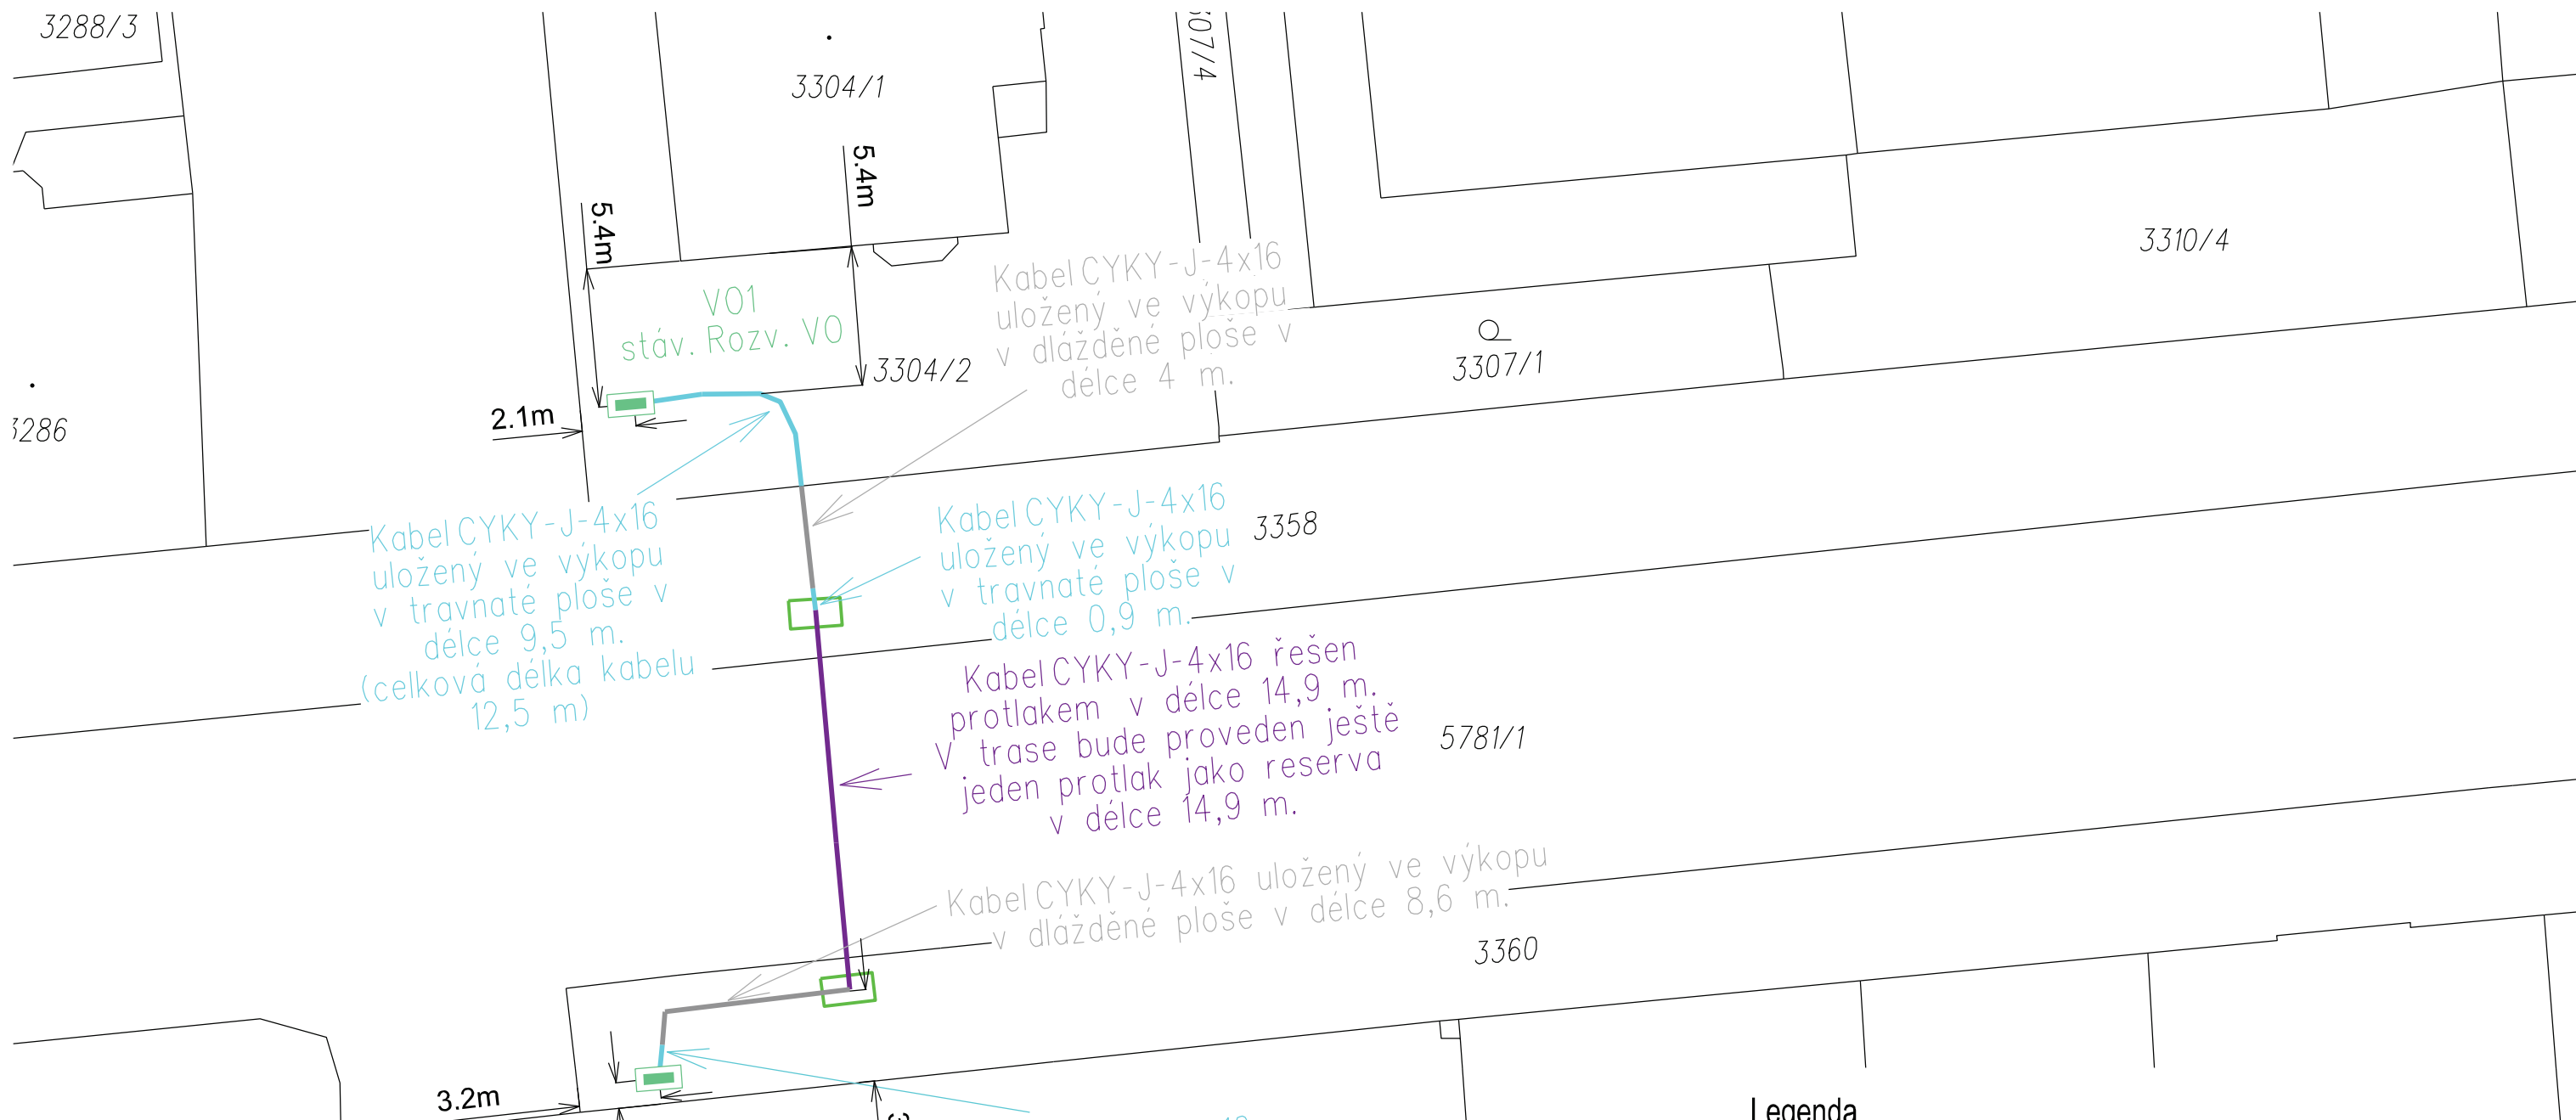 3288/3
3304/1
5.4m
5.4m
3310/4
VO1
stáv. Rozv. VO
Kabel CYKY-J-4x16
uložený ve výkopu
v dlážděné ploše v
délce 4 m.
3304/2
3307/1
2.1m
Kabel CYKY-J-4x16
uložený ve výkopu
v travnaté ploše v
délce 9,5 m.
(celková délka kabelu
12,5 m)
Kabel CYKY-J-4x16
uložený ve výkopu
v travnaté ploše v
délce 0,9 m.
3358
Kabel CYKY-J-4x16 řešen
protlakem v délce 14,9 m.
V trase bude proveden ještě
jeden protlak jako reserva
v délce 14,9 m.
5781/1
Kabel CYKY-J-4x16 uložený ve výkopu
v dlážděné ploše v délce 8,6 m.
3360
3.2m
Legenda